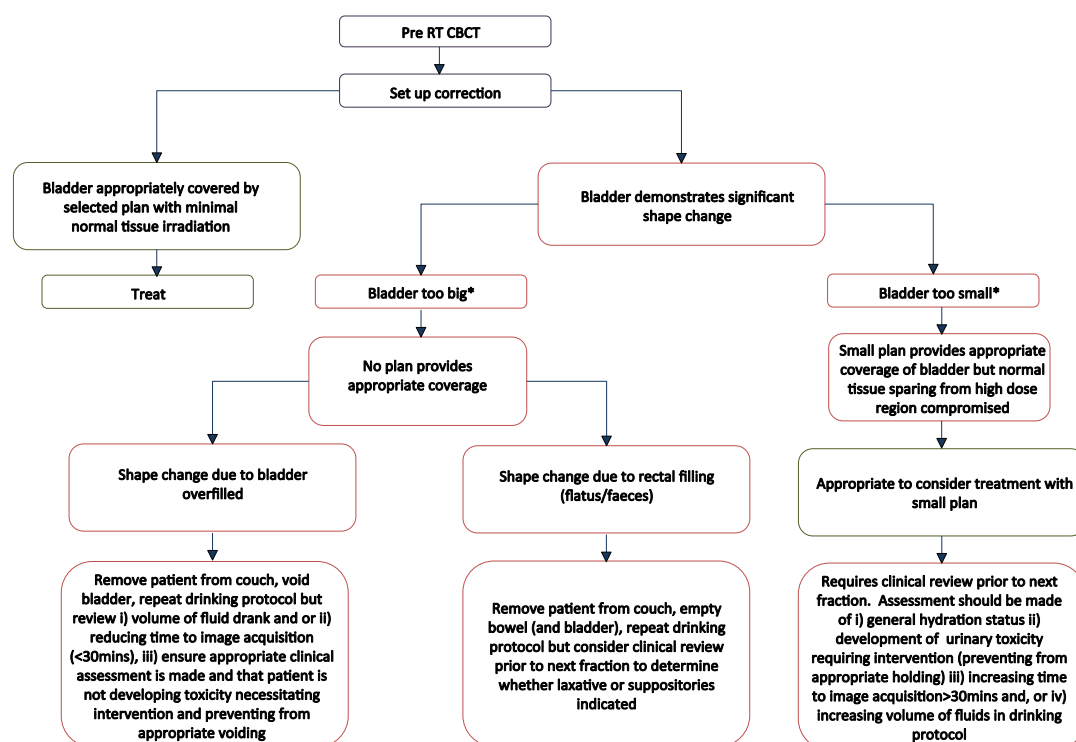 Pre RT CBCT
Set up correction
Bladder appropriately covered by
selected plan with minimal
normal tissue irradiation
Bladder demonstrates significant
shape change
Treat
Bladder too big*
Bladder too small*
No plan provides
appropriate coverage
Small plan provides appropriate
coverage of bladder but normal
tissue sparing from high dose
region compromised
Shape change due to bladder
overfilled
Shape change due to rectal filling
(flatus/faeces)
Appropriate to consider treatment with
small plan
Remove patient from couch, void
bladder, repeat drinking protocol but
review i) volume of fluid drank and or ii)
reducing time to image acquisition
(<30mins), iii) ensure appropriate clinical
assessment is made and that patient is
not developing toxicity necessitating
intervention and preventing from
appropriate voiding
Remove patient from couch, empty
bowel (and bladder), repeat drinking
protocol but consider clinical review
prior to next fraction to determine
whether laxative or suppositories
indicated
Requires clinical review prior to next
fraction.  Assessment should be made
of i) general hydration status ii)
development of  urinary toxicity
requiring intervention (preventing from
appropriate holding) iii) increasing time
to image acquisition>30mins and, or iv)
increasing volume of fluids in drinking
protocol